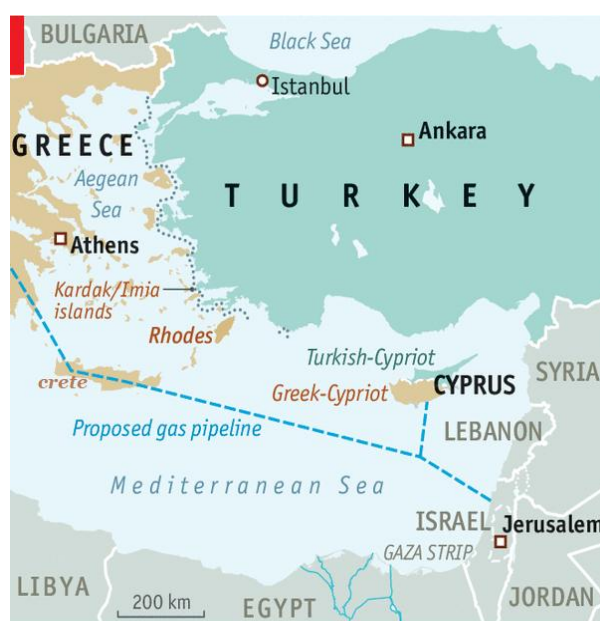 BULGARIA
Black Sea
Istanbul
Ankara
GREECE
Aegean
Sea
TURKEY
Athens
Kardak/Imia
islands
Rhodes
Turkish-Cypriot
SYRIA
crete
Greek-Cypriot
CYPRUS
Proposed gas pipeline
LEBANON
Mediterranean Sea
ISRAEL
Jerusalem
GAZA STRIP
LIBYA
200 km
EGYPT
JORDAN